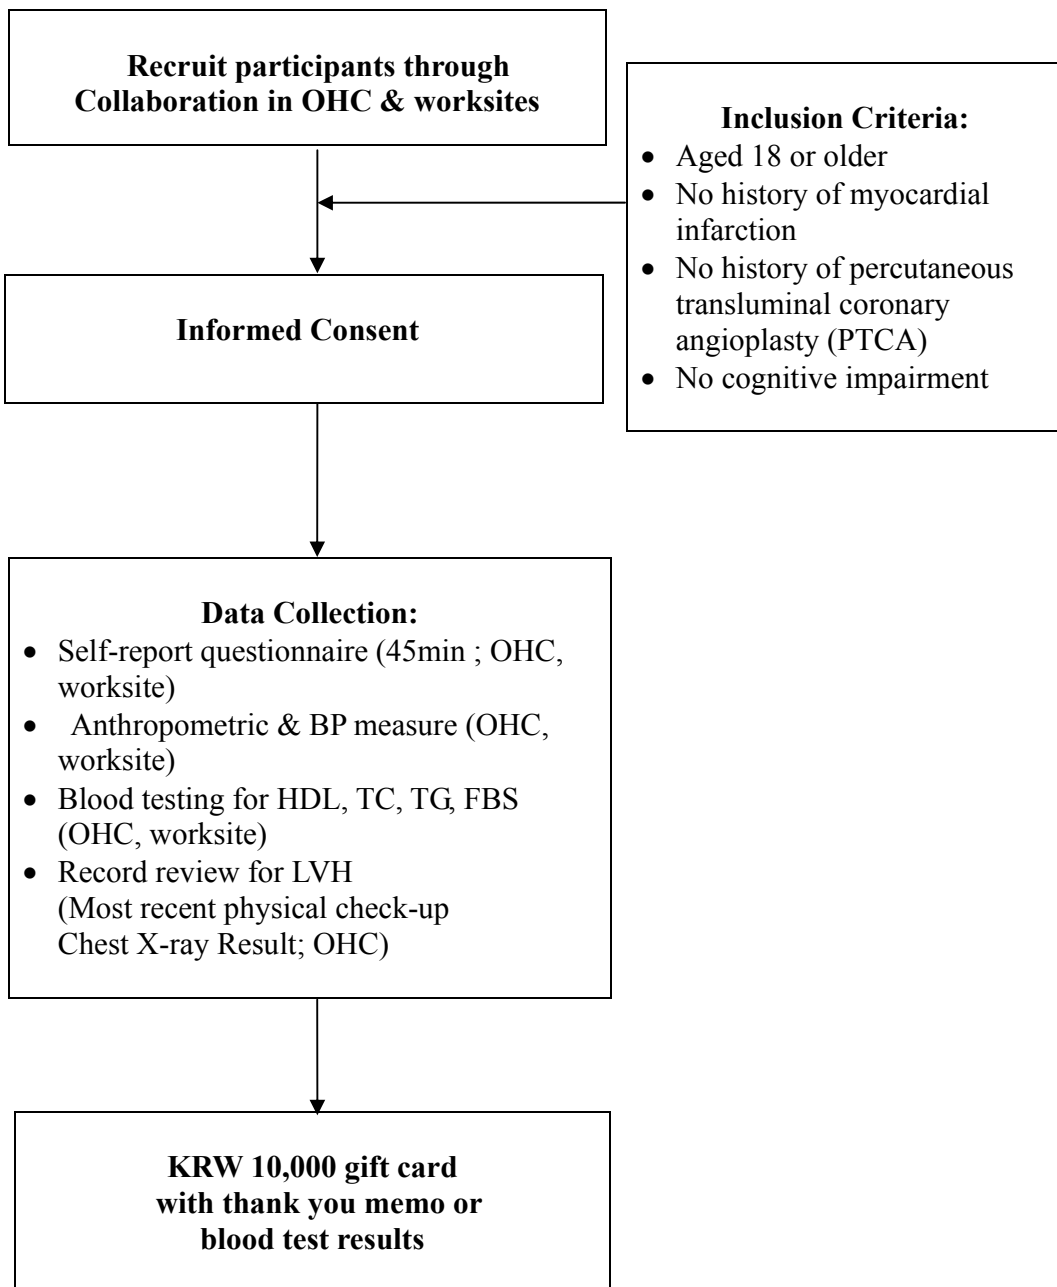 Recruit participants through
Collaboration in OHC & worksites
Inclusion Criteria:
• Aged 18 or older
• No history of myocardial
infarction
• No history of percutaneous
transluminal coronary
angioplasty (PTCA)
• No cognitive impairment
Informed Consent
Data Collection:
• Self-report questionnaire (45min ; OHC,
worksite)
• Anthropometric & BP measure (OHC,
worksite)
• Blood testing for HDL, TC, TG, FBS
(OHC, worksite)
• Record review for LVH
(Most recent physical check-up
Chest X-ray Result; OHC)
KRW 10,000 gift card
with thank you memo or
blood test results